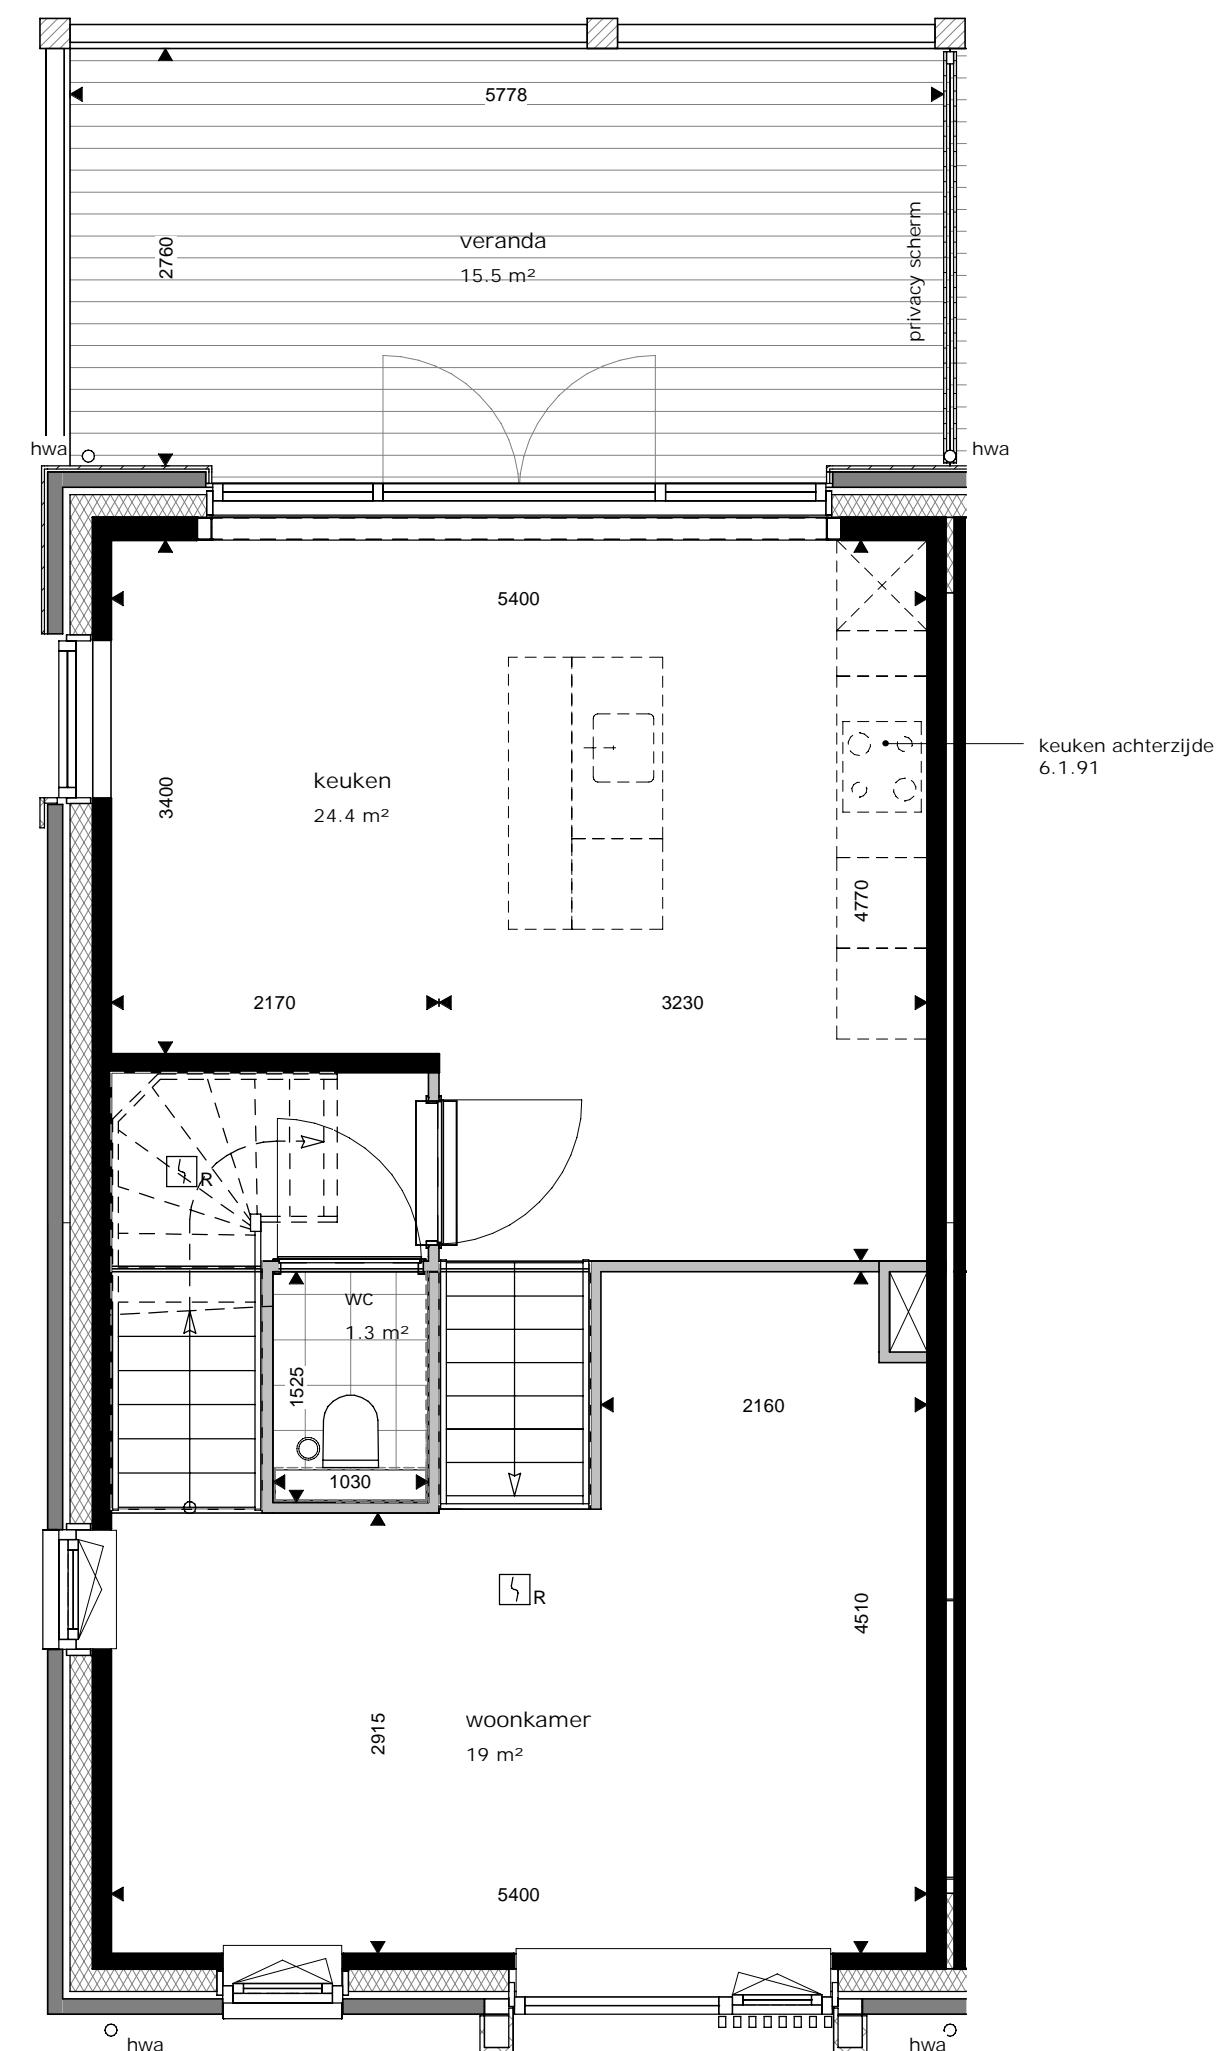 5778
veranda
15.5 m²
2760
privacy scherm
hwa
hwa
5400
keuken
24.4 m²
3400
keuken achterzijde
6.1.91
4770
2170
3230
R
wc
1.3 m²
1525
1030
2160
R
4510
woonkamer
19 m²
2915
5400
hwa
hwa